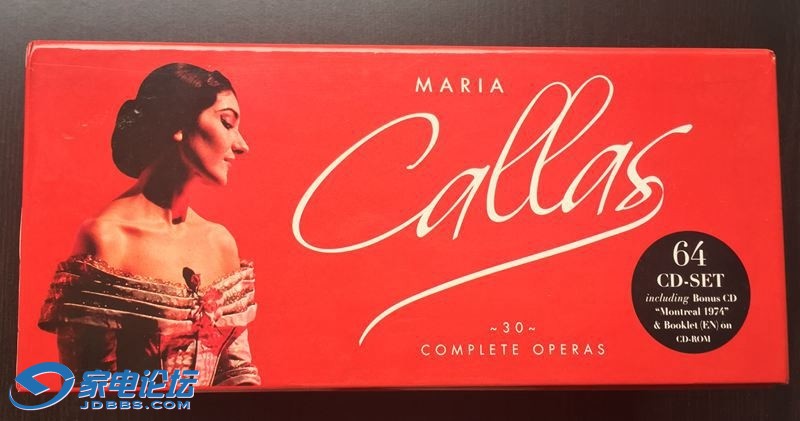 MARIA
Callas
~30~
COMPLETE OPERAS
64
CD-SET
including Bonus CD
"Montreal 1974"
& Booklet (EN) on
CD-ROM
家电论坛
JDBBS.COM